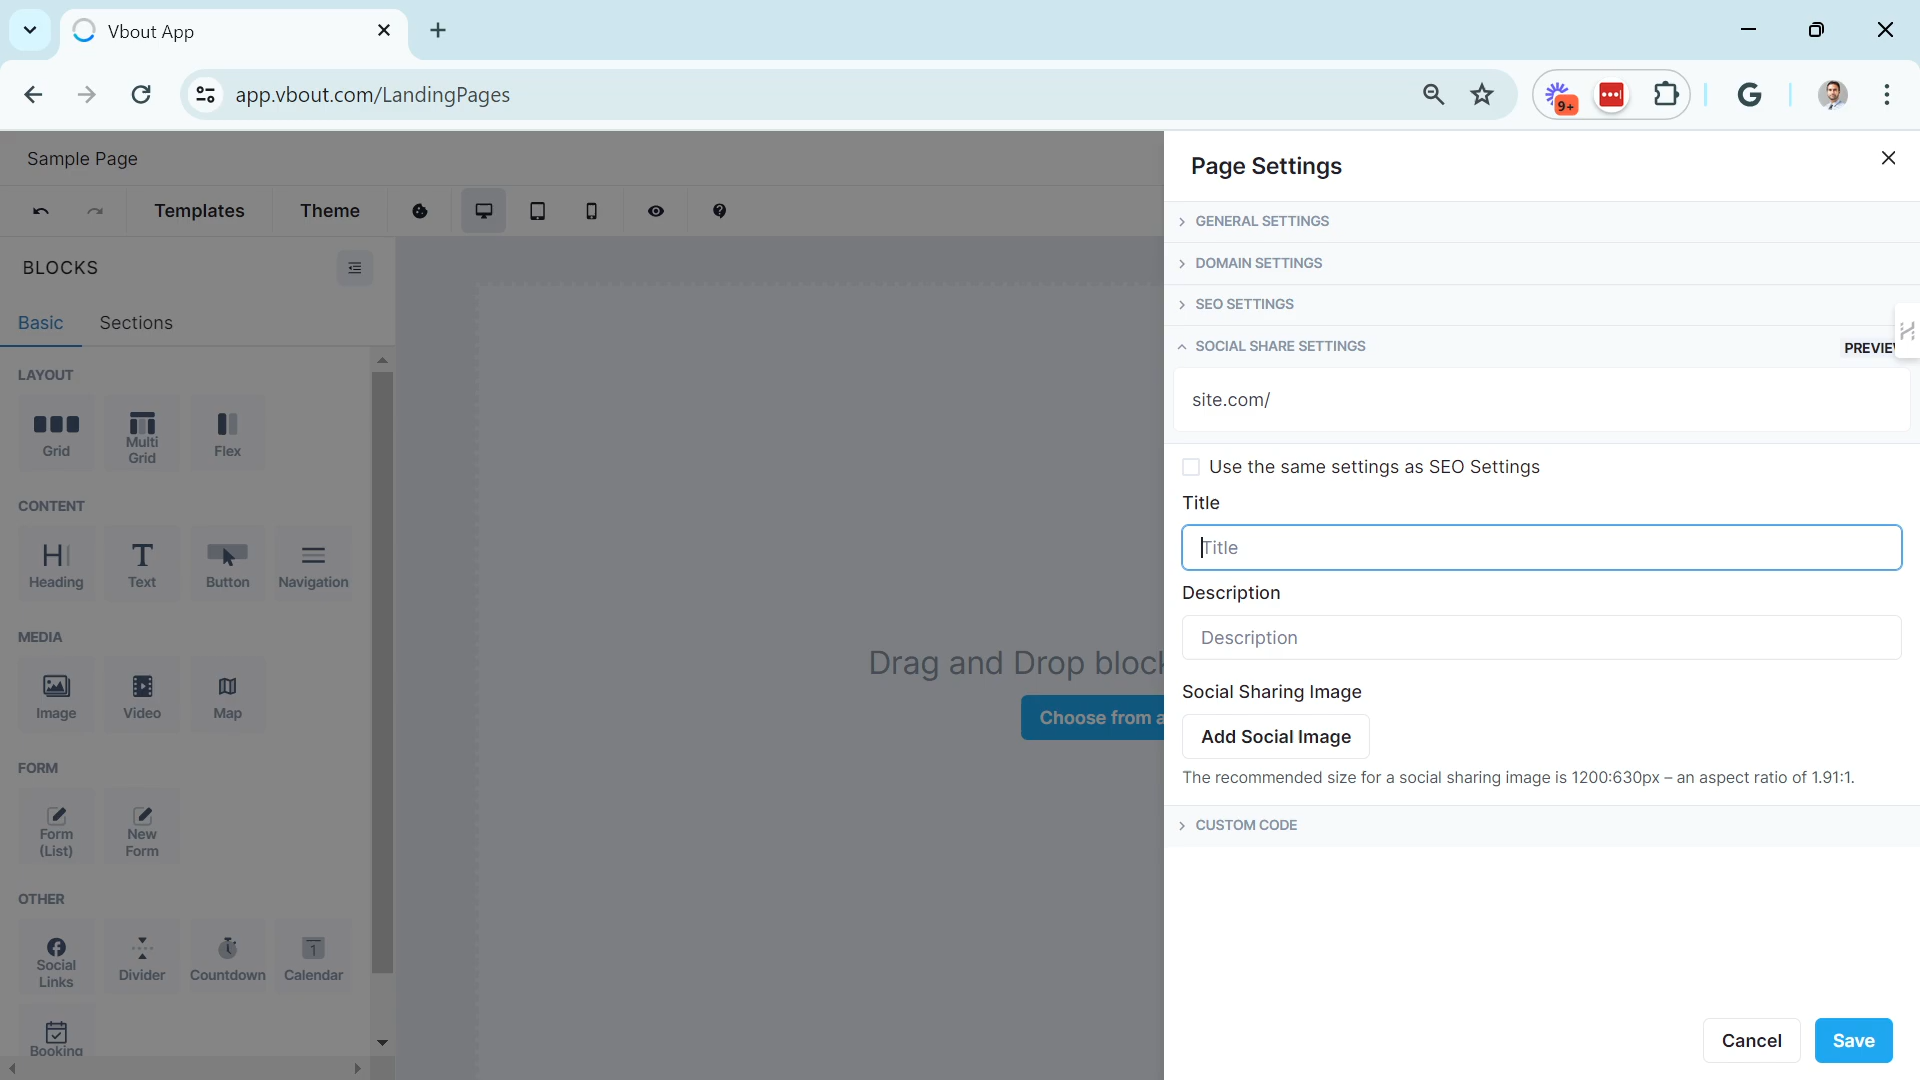 Vbout App
app.vbout.com/LandingPages
9+
G
Sample Page
Templates
Theme
BLOCKS
Basic
Sections
LAYOUT
Grid
Multi
Grid
Flex
CONTENT
Heading
Text
Button
Navigation
MEDIA
Image
Video
Map
FORM
Form
(List)
New
Form
OTHER
Social
Links
Divider
Countdown
1
Calendar
Booking
Drag and Drop block
Choose from a
Page Settings
GENERAL SETTINGS
DOMAIN SETTINGS
SEO SETTINGS
SOCIAL SHARE SETTINGS
PREVIE
site.com/
Use the same settings as SEO Settings
Title
Title
Description
Description
Social Sharing Image
Add Social Image
The recommended size for a social sharing image is 1200:630px – an aspect ratio of 1.91:1.
CUSTOM CODE
Cancel
Save